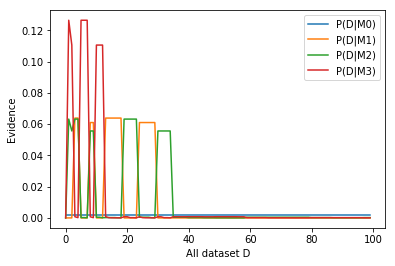 P(D|M0)
P(D|M1)
P(D|M2)
P(D|M3)
0.12
0.10
0.08
0.06
0.04
0.02
0.00
Evidence
0
20
40
60
80
100
All dataset D